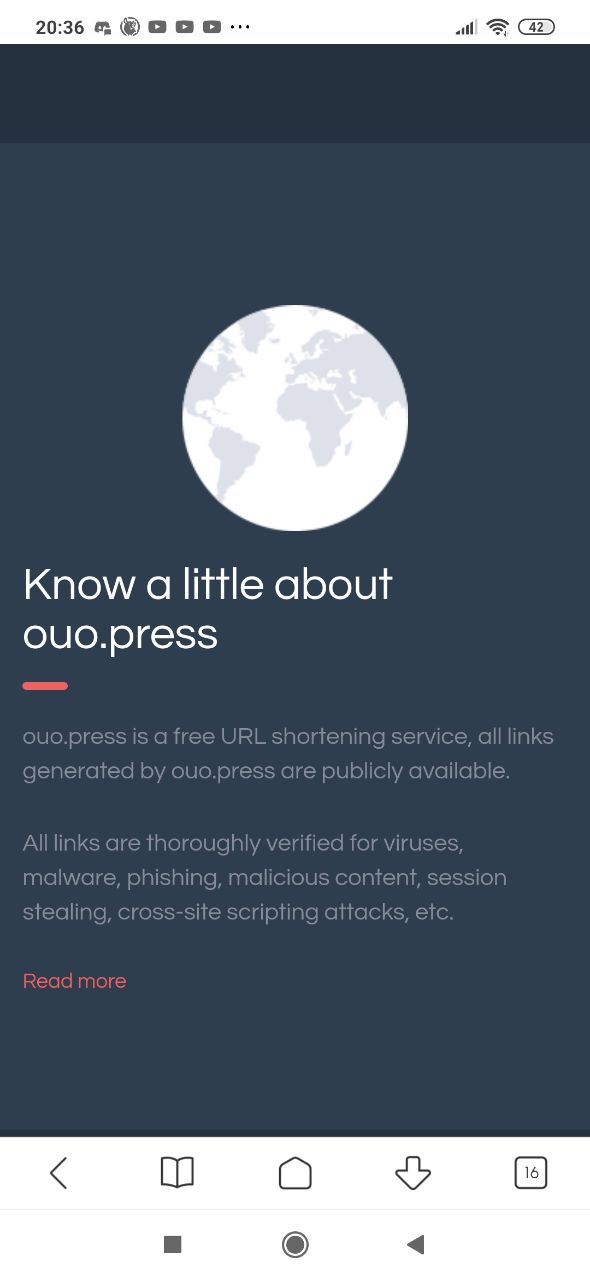 20:36
42
Know a little about
ouo.press
ouo.press is a free URL shortening service, all links
generated by ouo.press are publicly available.
All links are thoroughly verified for viruses,
malware, phishing, malicious content, session
stealing, cross-site scripting attacks, etc.
Read more
16